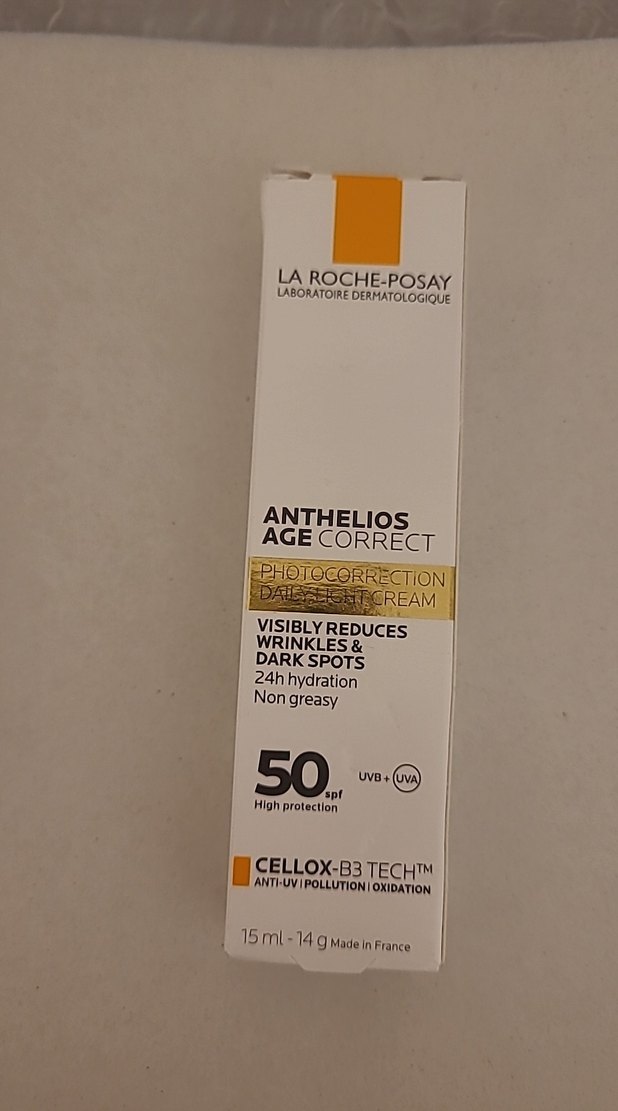 LA ROCHE-POSAY
LABORATOIRE DERMATOLOGIQUE
ANTHELIOS
AGE CORRECT
PHOTOCORRECTION
DAILY LIGHT CREAM
VISIBLY REDUCES
WRINKLES &
DARK SPOTS
24h hydration
Non greasy
50 spf UVB + UVA
High protection
CELLOX-B3 TECH™
ANTI-UV | POLLUTION | OXIDATION
15 ml - 14 g Made in France